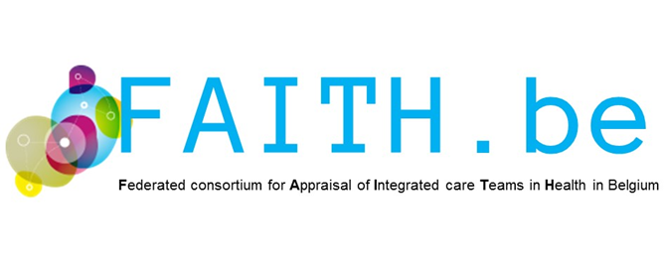 FAITH.be
Federated consortium for Appraisal of Integrated care Teams in Health in Belgium